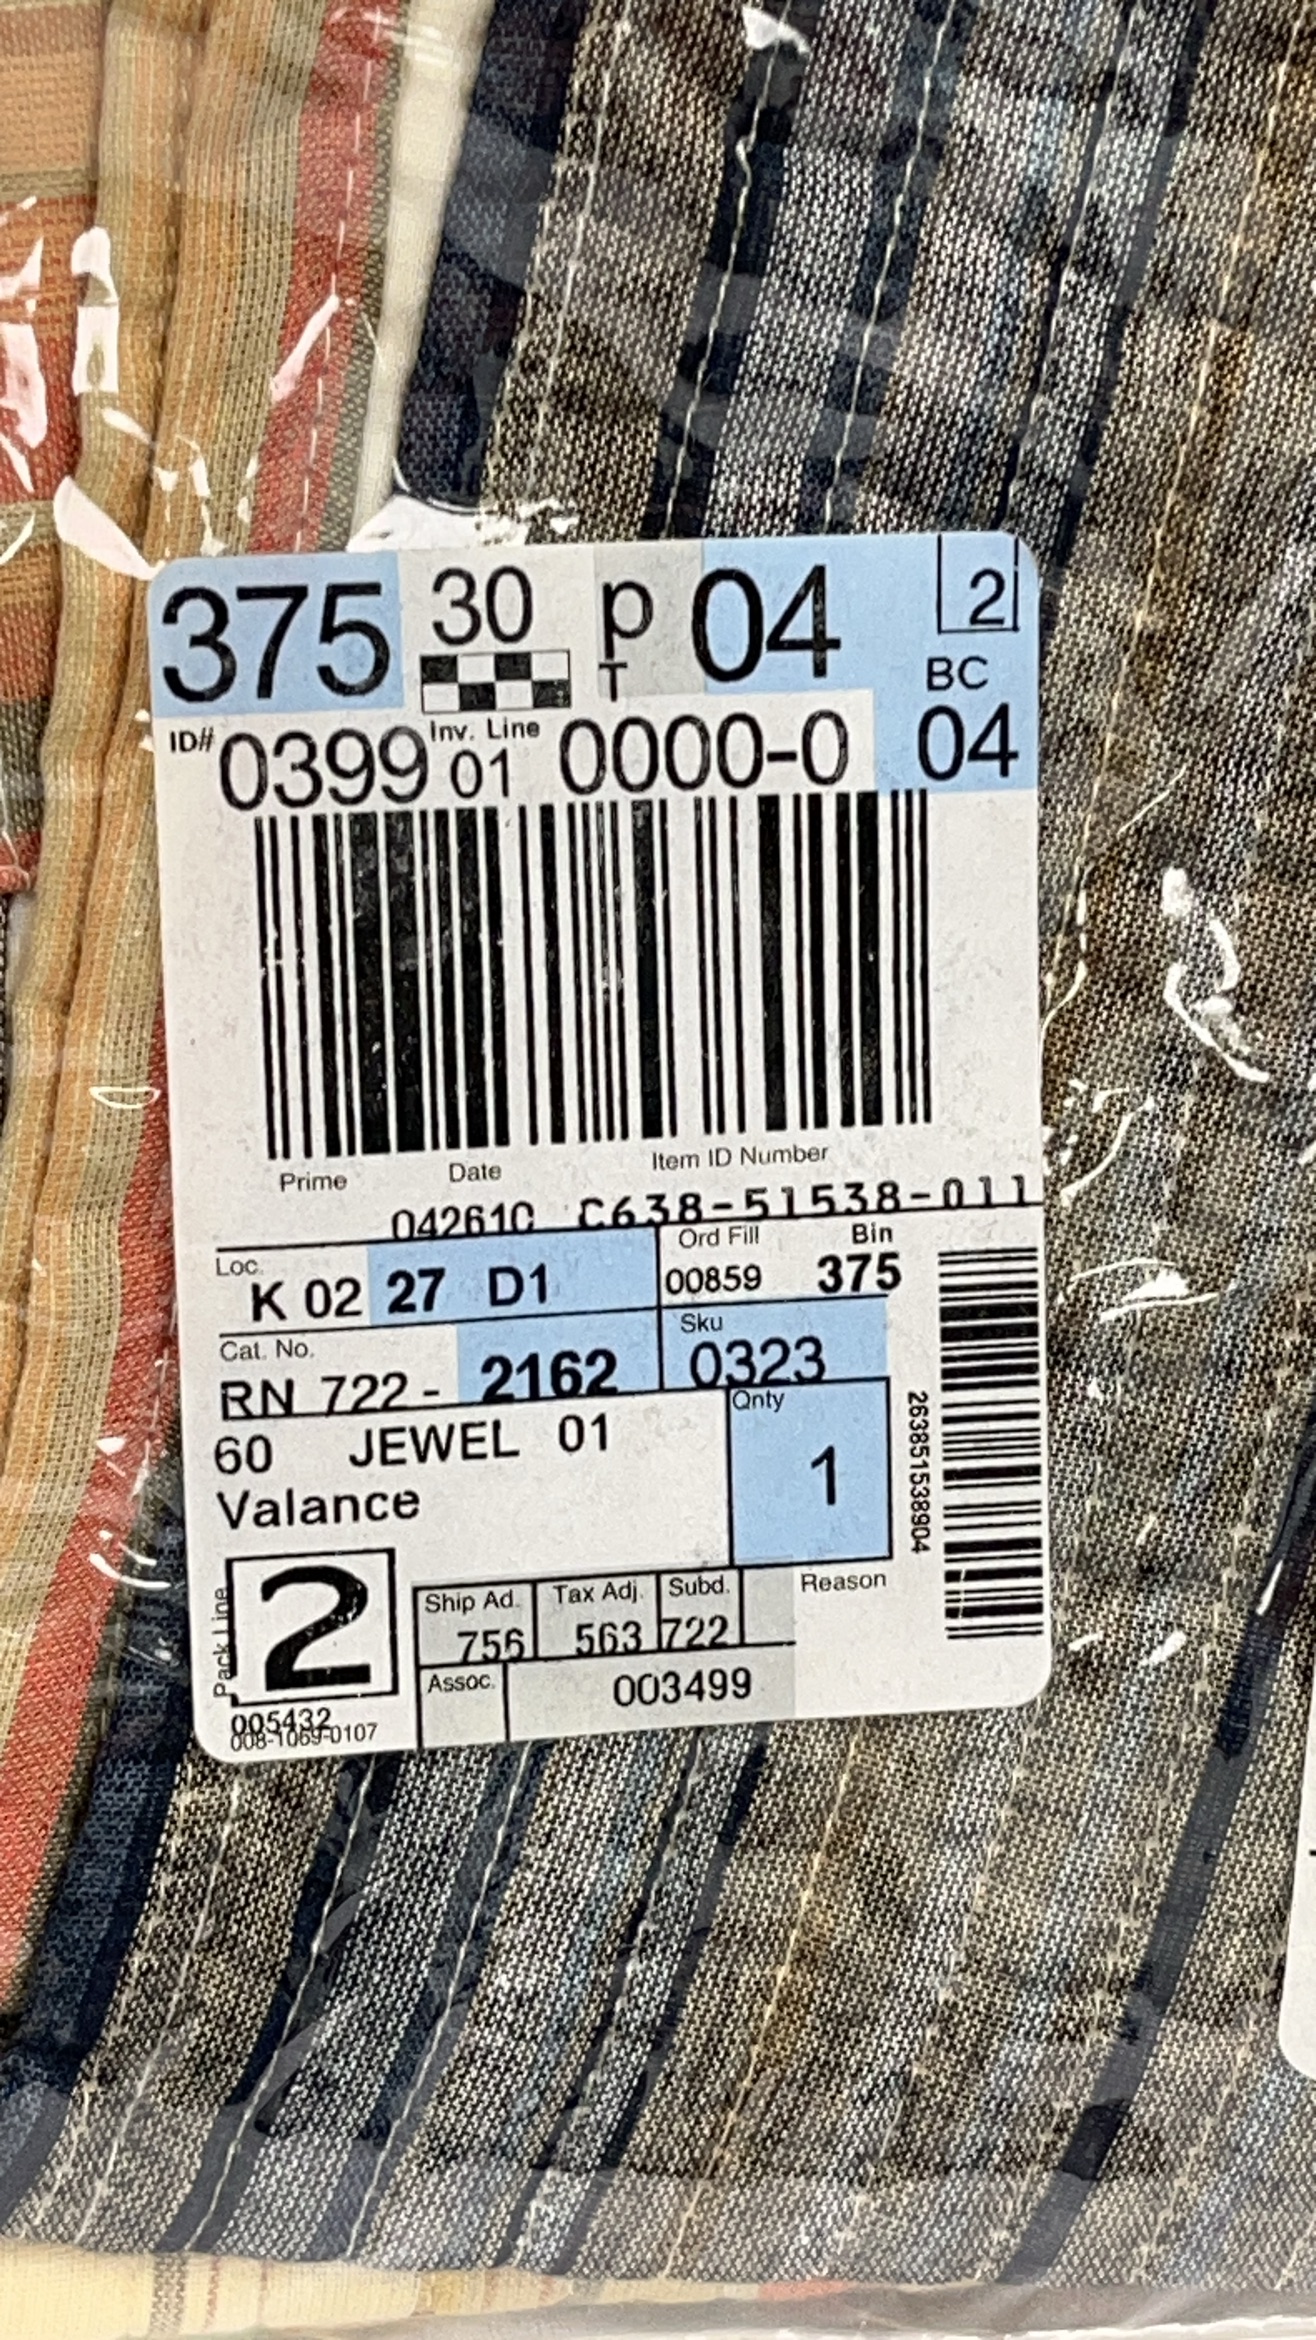 375 30 p 04 2
T BC
ID# 0399 Inv. Line 01 0000-0 04
Prime Date Item ID Number
042610 C638-51538-011
Loc. Ord Fill Bin
K 02 27 D1 00859 375
Cat. No. Sku
RN 722- 2162 0323
60 JEWEL 01 Qnty
Valance 1
263851538904
Pack Line 2
Ship Ad. Tax Adj. Subd. Reason
756 563 722
Assoc. 003499
005432
008-1069-0107